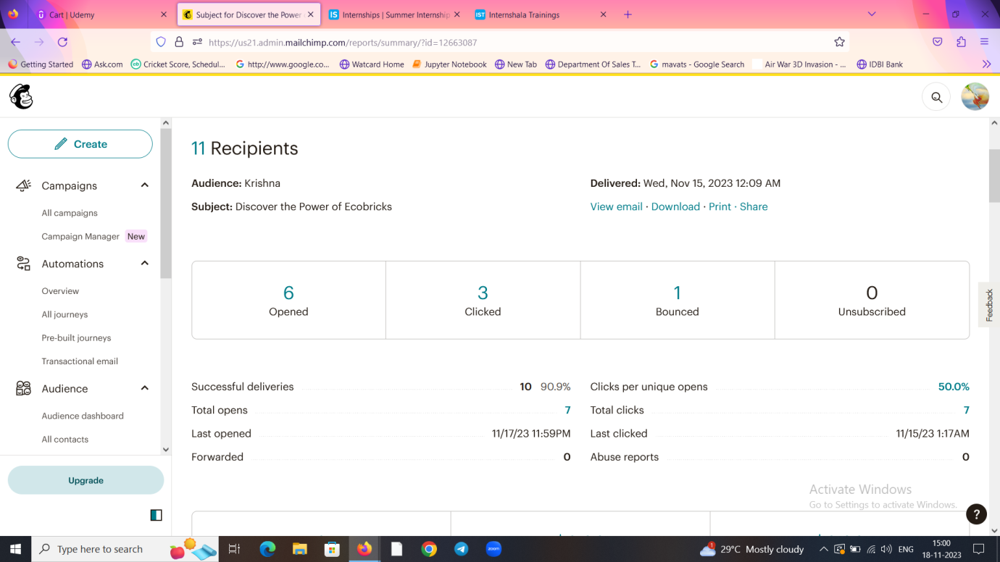 Cart | Udemy
Subject for Discover the Power
Internships | Summer Internship
Internshala Trainings
https://us21.admin.mailchimp.com/reports/summary/?id=12663087
Getting Started Ask.com Cricket Score, Schedul... http://www.google.co... Watcard Home Jupyter Notebook New Tab Department Of Sales T... mavats - Google Search Air War 3D Invasion - ... IDBI Bank
Create
Campaigns
All campaigns
Campaign Manager New
Automations
Overview
All journeys
Pre-built journeys
Transactional email
Audience
Audience dashboard
All contacts
Upgrade
11 Recipients
Audience: Krishna
Delivered: Wed, Nov 15, 2023 12:09 AM
Subject: Discover the Power of Ecobricks
View email · Download · Print · Share
6
Opened
3
Clicked
1
Bounced
0
Unsubscribed
Successful deliveries 10 90.9%
Clicks per unique opens 50.0%
Total opens 7
Total clicks 7
Last opened 11/17/23 11:59PM
Last clicked 11/15/23 1:17AM
Forwarded 0
Abuse reports 0
Feedback
Activate Windows
Go to Settings to activate Windows.
?
Type here to search
zoom
1
29°C Mostly cloudy
ENG
15:00
18-11-2023